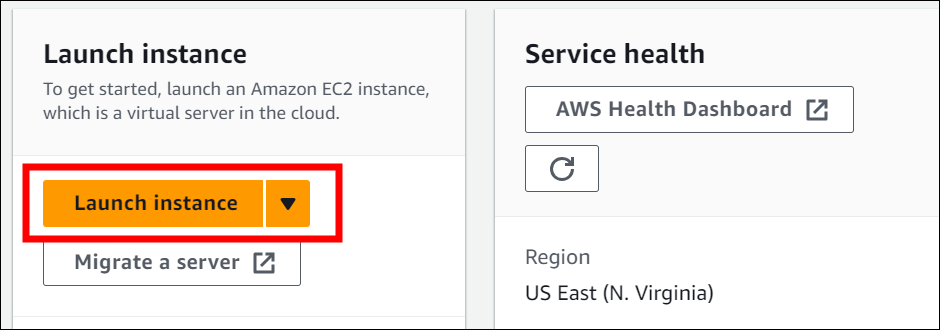 Launch instance
To get started, launch an Amazon EC2 instance,
which is a virtual server in the cloud.
Launch instance
Migrate a server
Service health
AWS Health Dashboard
Region
US East (N. Virginia)